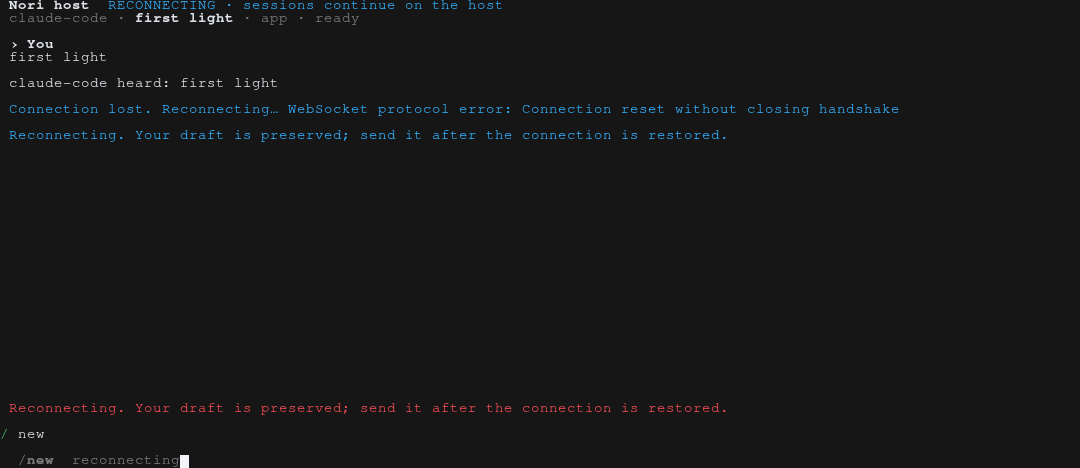 Nori host  RECONNECTING · sessions continue on the host
claude-code · first light · app · ready
› You
first light
claude-code heard: first light
Connection lost. Reconnecting… WebSocket protocol error: Connection reset without closing handshake
Reconnecting. Your draft is preserved; send it after the connection is restored.
Reconnecting. Your draft is preserved; send it after the connection is restored.
/ new
/new  reconnecting